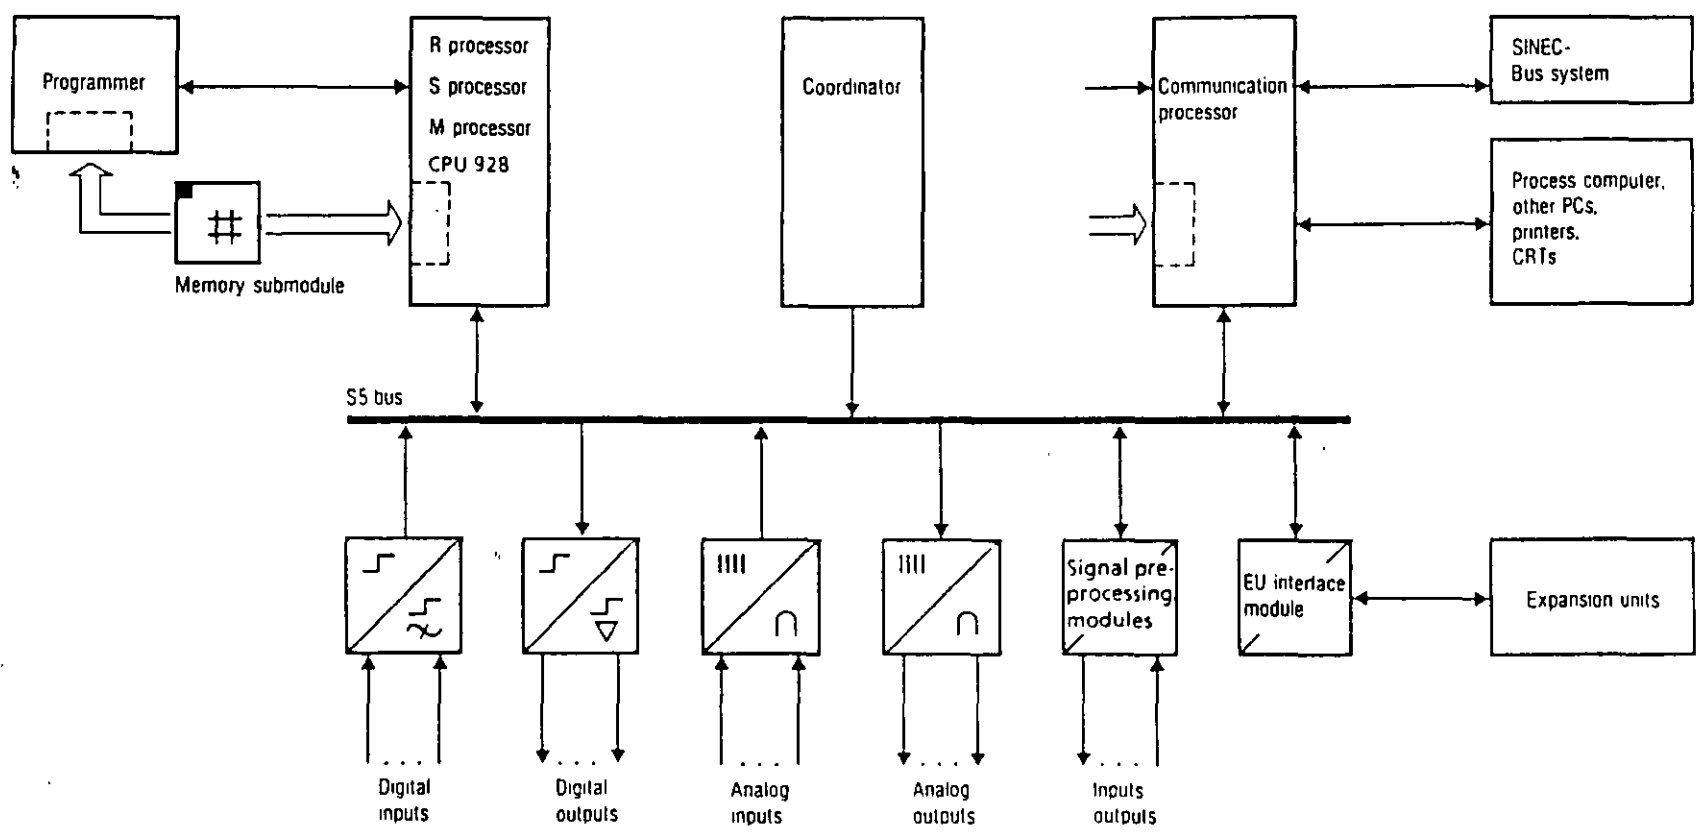 Programmer
R processor
S processor
M processor
CPU 928
Memory submodule
Coordinator
Communication
processor
SINEC-
Bus system
Process computer,
other PCs,
printers,
CRTs
S5 bus
Signal pre-
processing
modules
EU interface
module
Expansion units
Digital
inputs
Digital
outputs
Analog
inputs
Analog
outputs
Inputs
outputs